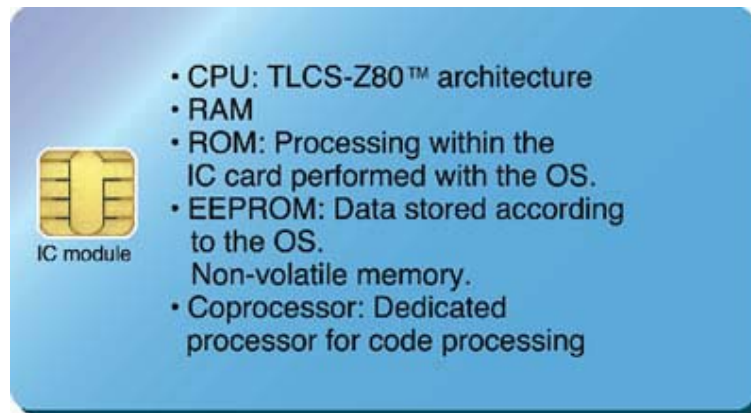 • CPU: TLCS-Z80™ architecture
• RAM
• ROM: Processing within the
IC card performed with the OS.
• EEPROM: Data stored according
to the OS.
Non-volatile memory.
• Coprocessor: Dedicated
processor for code processing
IC module